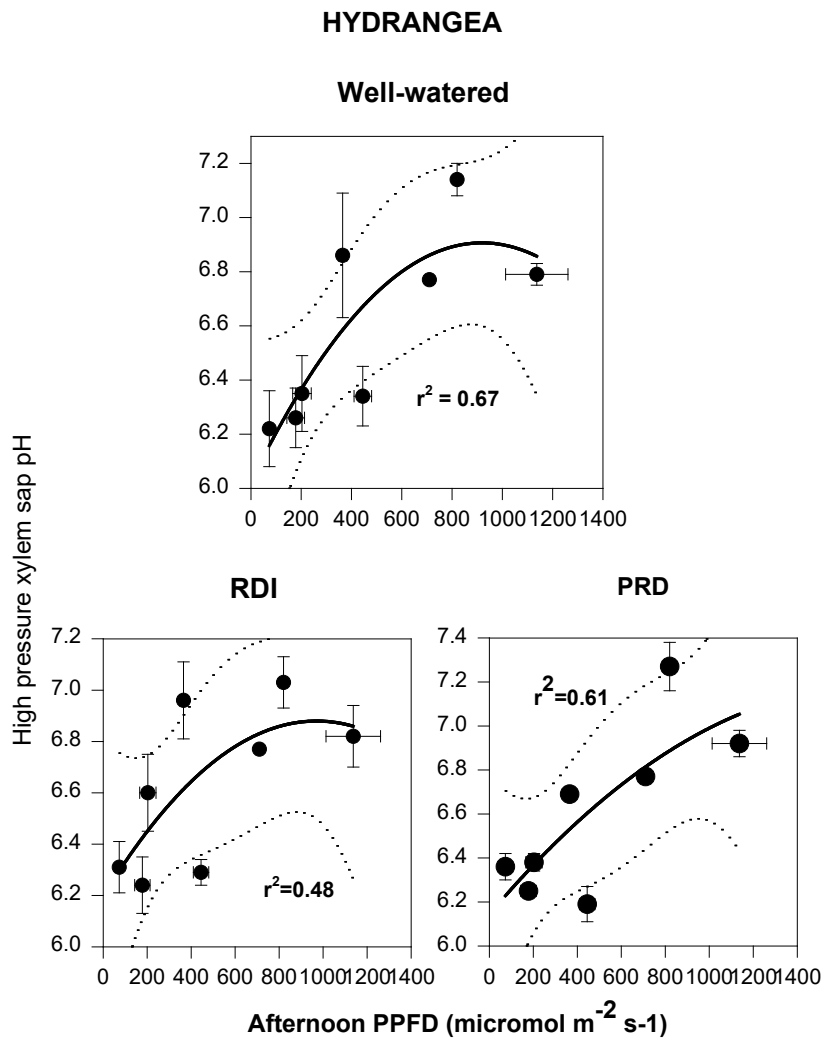 HYDRANGEA
Well-watered
7.2
7.0
6.8
6.6
6.4
6.2
6.0
r² = 0.67
0 200 400 600 800 1000 1200 1400
High pressure xylem sap pH
RDI
7.2
7.0
6.8
6.6
6.4
6.2
6.0
r²=0.48
0 200 400 600 800 1000 1200 1400
PRD
7.4
7.2
7.0
6.8
6.6
6.4
6.2
6.0
r²=0.61
0 200 400 600 800 1000 1200 1400
Afternoon PPFD (micromol m⁻² s-1)